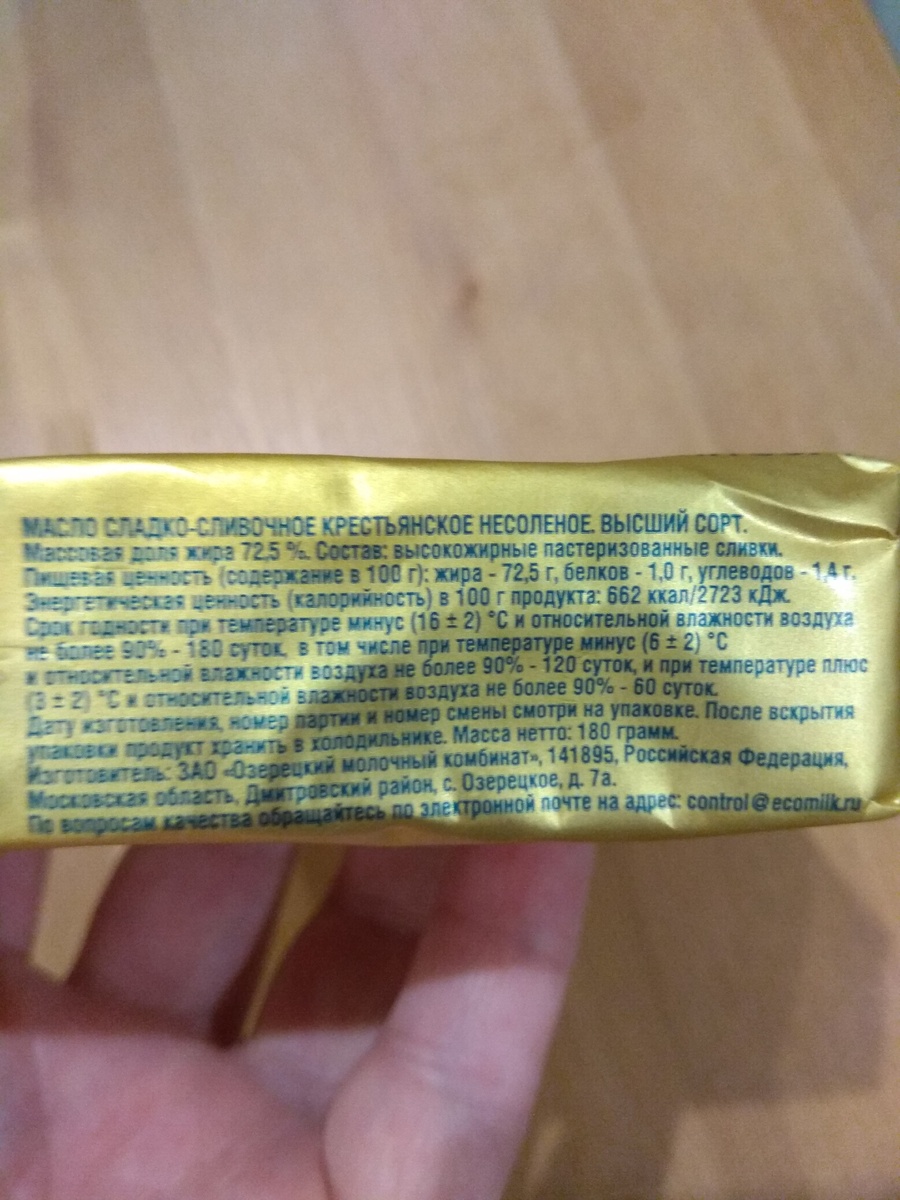 МАСЛО СЛАДКО-СЛИВОЧНОЕ КРЕСТЬЯНСКОЕ НЕСОЛЕНОЕ. ВЫСШИЙ СОРТ.
Массовая доля жира 72,5 %. Состав: высокожирные пастеризованные сливки.
Пищевая ценность (содержание в 100 г): жира - 72,5 г, белков - 1,0 г, углеводов - 1,4 г.
Энергетическая ценность (калорийность) в 100 г продукта: 662 ккал/2723 кДж.
Срок годности при температуре минус (16 ± 2) °С и относительной влажности воздуха
не более 90% - 180 суток, в том числе при температуре минус (6 ± 2) °С
и относительной влажности воздуха не более 90% - 120 суток, и при температуре плюс
(3 ± 2) °С и относительной влажности воздуха не более 90% - 60 суток.
Дату изготовления, номер партии и номер смены смотри на упаковке. После вскрытия
упаковки продукт хранить в холодильнике. Масса нетто: 180 грамм.
Изготовитель: ЗАО «Озерецкий молочный комбинат», 141895, Российская Федерация,
Московская область, Дмитровский район, с. Озерецкое, д. 7а.
По вопросам качества обращайтесь по электронной почте на адрес: control@ecomilk.ru